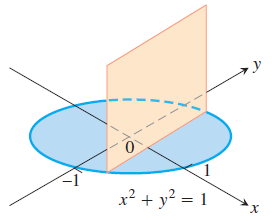 y
0
−1
1
x² + y² = 1
x